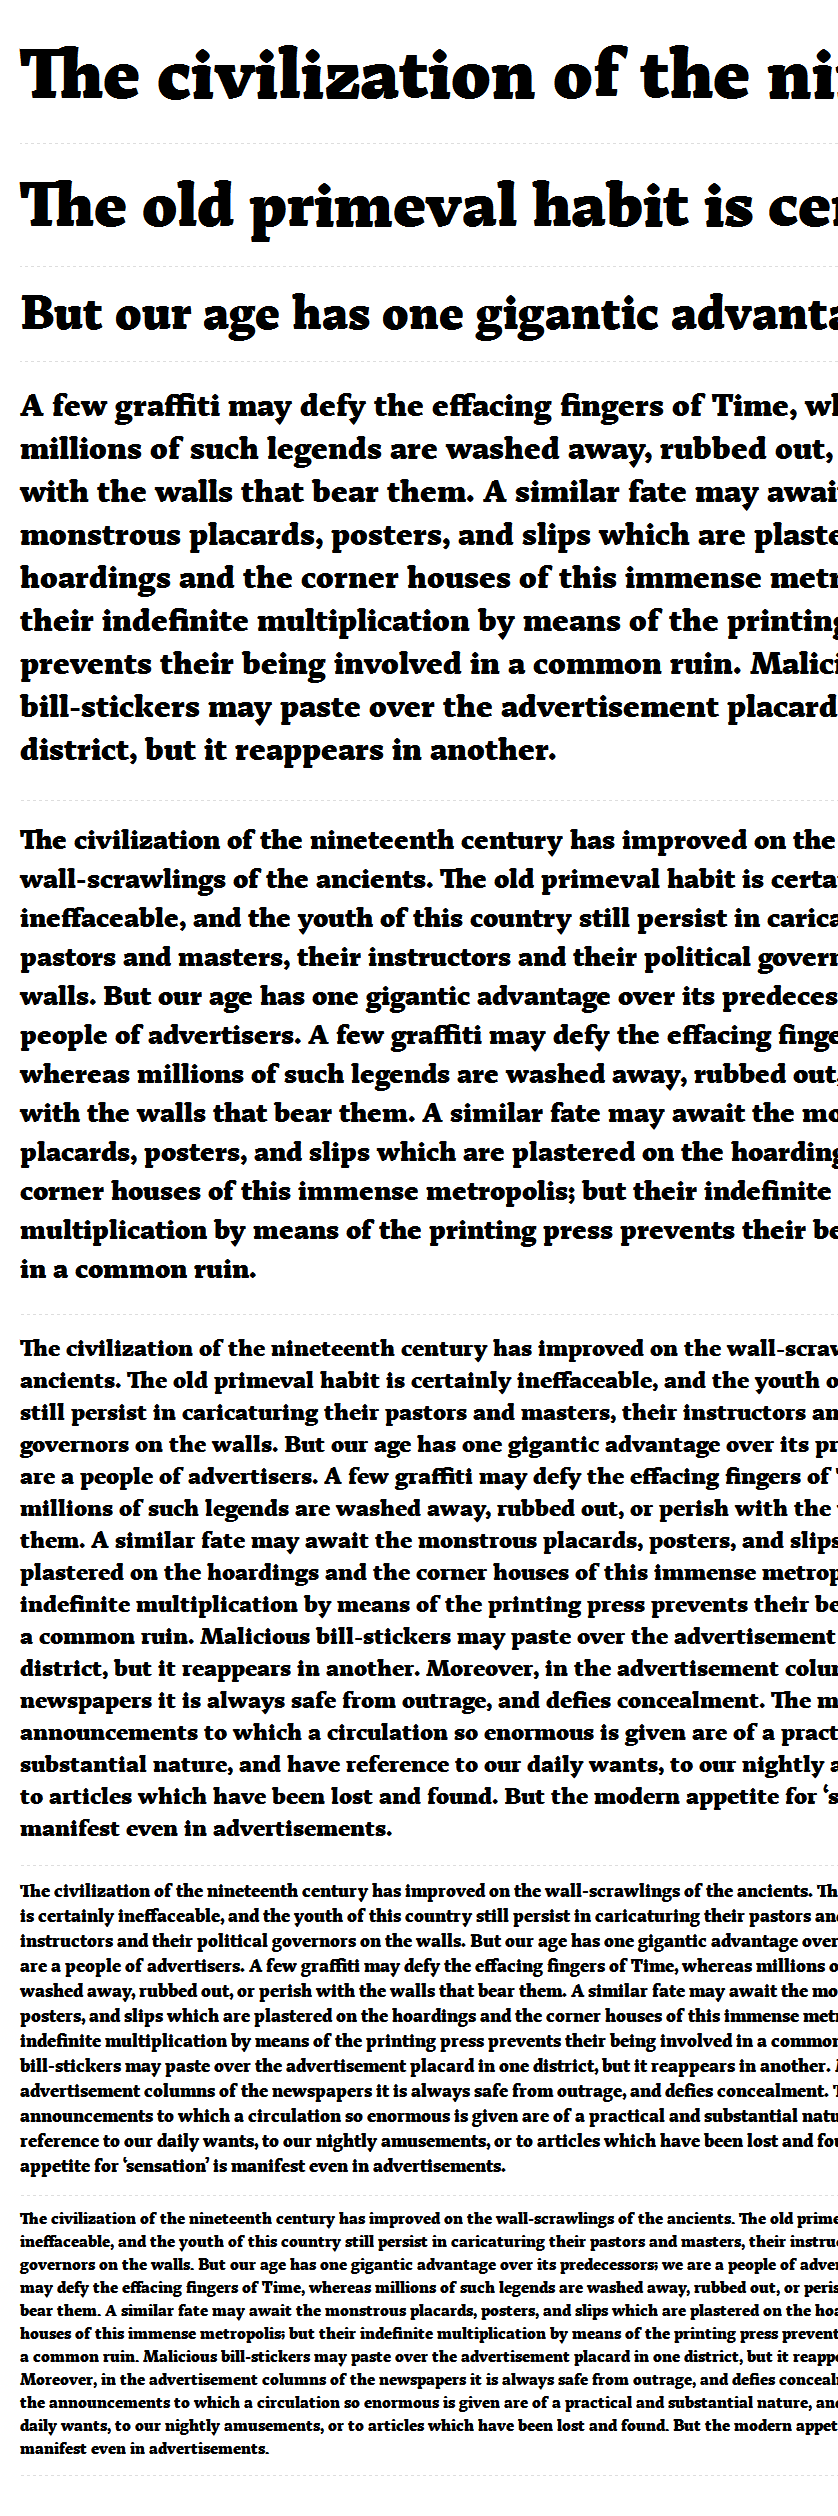 The civilization of the ni
The old primeval habit is cer
But our age has one gigantic advanta
A few graffiti may defy the effacing fingers of Time, wh
millions of such legends are washed away, rubbed out,
with the walls that bear them. A similar fate may await
monstrous placards, posters, and slips which are plaste
hoardings and the corner houses of this immense metr
their indefinite multiplication by means of the printing
prevents their being involved in a common ruin. Malici
bill-stickers may paste over the advertisement placard
district, but it reappears in another.
The civilization of the nineteenth century has improved on the
wall-scrawlings of the ancients. The old primeval habit is certa
ineffaceable, and the youth of this country still persist in carica
pastors and masters, their instructors and their political govern
walls. But our age has one gigantic advantage over its predeces
people of advertisers. A few graffiti may defy the effacing finge
whereas millions of such legends are washed away, rubbed out,
with the walls that bear them. A similar fate may await the mo
placards, posters, and slips which are plastered on the hoarding
corner houses of this immense metropolis; but their indefinite
multiplication by means of the printing press prevents their be
in a common ruin.
The civilization of the nineteenth century has improved on the wall-scraw
ancients. The old primeval habit is certainly ineffaceable, and the youth o
still persist in caricaturing their pastors and masters, their instructors an
governors on the walls. But our age has one gigantic advantage over its pr
are a people of advertisers. A few graffiti may defy the effacing fingers of T
millions of such legends are washed away, rubbed out, or perish with the
them. A similar fate may await the monstrous placards, posters, and slips
plastered on the hoardings and the corner houses of this immense metrop
indefinite multiplication by means of the printing press prevents their be
a common ruin. Malicious bill-stickers may paste over the advertisement
district, but it reappears in another. Moreover, in the advertisement colum
newspapers it is always safe from outrage, and defies concealment. The m
announcements to which a circulation so enormous is given are of a pract
substantial nature, and have reference to our daily wants, to our nightly a
to articles which have been lost and found. But the modern appetite for ‘s
manifest even in advertisements.
The civilization of the nineteenth century has improved on the wall-scrawlings of the ancients. Th
is certainly ineffaceable, and the youth of this country still persist in caricaturing their pastors and
instructors and their political governors on the walls. But our age has one gigantic advantage over
are a people of advertisers. A few graffiti may defy the effacing fingers of Time, whereas millions o
washed away, rubbed out, or perish with the walls that bear them. A similar fate may await the mo
posters, and slips which are plastered on the hoardings and the corner houses of this immense metr
indefinite multiplication by means of the printing press prevents their being involved in a common
bill-stickers may paste over the advertisement placard in one district, but it reappears in another. M
advertisement columns of the newspapers it is always safe from outrage, and defies concealment. T
announcements to which a circulation so enormous is given are of a practical and substantial natu
reference to our daily wants, to our nightly amusements, or to articles which have been lost and fou
appetite for ‘sensation’ is manifest even in advertisements.
The civilization of the nineteenth century has improved on the wall-scrawlings of the ancients. The old prime
ineffaceable, and the youth of this country still persist in caricaturing their pastors and masters, their instruc
governors on the walls. But our age has one gigantic advantage over its predecessors; we are a people of adver
may defy the effacing fingers of Time, whereas millions of such legends are washed away, rubbed out, or peris
bear them. A similar fate may await the monstrous placards, posters, and slips which are plastered on the hoa
houses of this immense metropolis; but their indefinite multiplication by means of the printing press prevent
a common ruin. Malicious bill-stickers may paste over the advertisement placard in one district, but it reappe
Moreover, in the advertisement columns of the newspapers it is always safe from outrage, and defies conceal
the announcements to which a circulation so enormous is given are of a practical and substantial nature, and
daily wants, to our nightly amusements, or to articles which have been lost and found. But the modern appet
manifest even in advertisements.